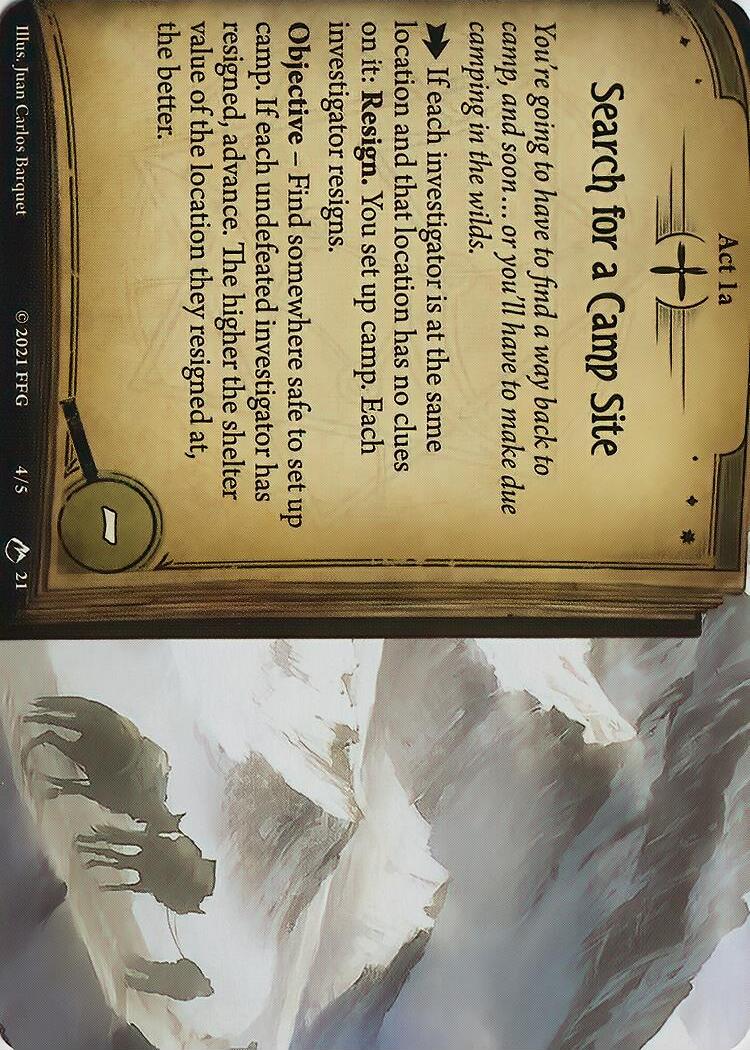 Act 1a
Search for a Camp Site
You're going to have to find a way back to
camp, and soon... or you'll have to make due
camping in the wilds.
If each investigator is at the same
location and that location has no clues
on it: Resign. You set up camp. Each
investigator resigns.
Objective – Find somewhere safe to set up
camp. If each undefeated investigator has
resigned, advance. The higher the shelter
value of the location they resigned at,
the better.
-
Illus. Juan Carlos Barquet © 2021 FFG 4/5 21